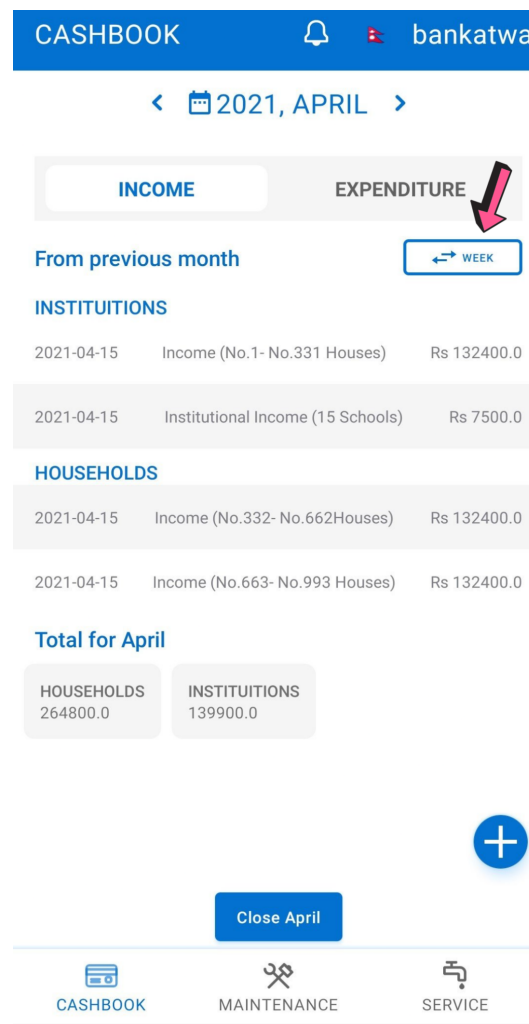 CASHBOOK bankatwa
2021, APRIL
INCOME EXPENDITURE
From previous month WEEK
INSTITUITIONS
2021-04-15 Income (No.1- No.331 Houses) Rs 132400.0
2021-04-15 Institutional Income (15 Schools) Rs 7500.0
HOUSEHOLDS
2021-04-15 Income (No.332- No.662Houses) Rs 132400.0
2021-04-15 Income (No.663- No.993 Houses) Rs 132400.0
Total for April
HOUSEHOLDS INSTITUITIONS
264800.0 139900.0
Close April
CASHBOOK MAINTENANCE SERVICE